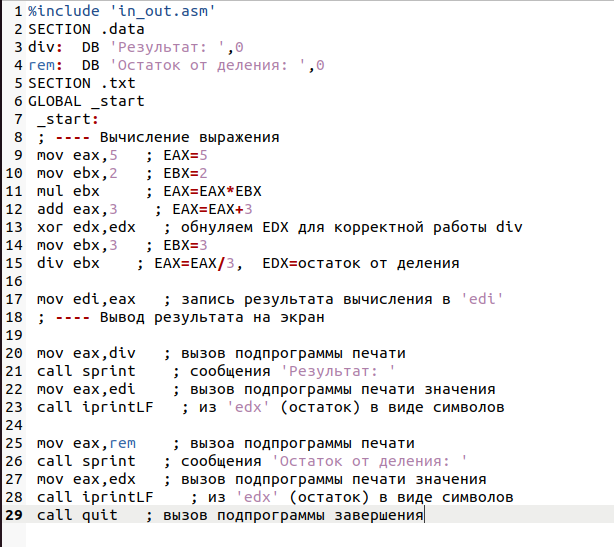 1 %include 'in_out.asm'
2 SECTION .data
3 div:  DB 'Результат: ',0
4 rem:  DB 'Остаток от деления: ',0
5 SECTION .txt
6 GLOBAL _start
7  _start:
8  ; ---- Вычисление выражения
9  mov eax,5   ; EAX=5
10  mov ebx,2   ; EBX=2
11  mul ebx     ; EAX=EAX*EBX
12  add eax,3    ; EAX=EAX+3
13  xor edx,edx   ; обнуляем EDX для корректной работы div
14  mov ebx,3   ; EBX=3
15  div ebx    ; EAX=EAX/3,  EDX=остаток от деления
16
17  mov edi,eax   ; запись результата вычисления в 'edi'
18  ; ---- Вывод результата на экран
19
20  mov eax,div   ; вызов подпрограммы печати
21  call sprint    ; сообщения 'Результат: '
22  mov eax,edi    ; вызов подпрограммы печати значения
23  call iprintLF   ; из 'edx' (остаток) в виде символов
24
25  mov eax,rem    ; вызоа подпрограммы печати
26  call sprint   ; сообщения 'Остаток от деления: '
27  mov eax,edx   ; вызов подпрограммы печати значения
28  call iprintLF    ; из 'edx' (остаток) в виде символов
29  call quit   ; вызов подпрограммы завершения